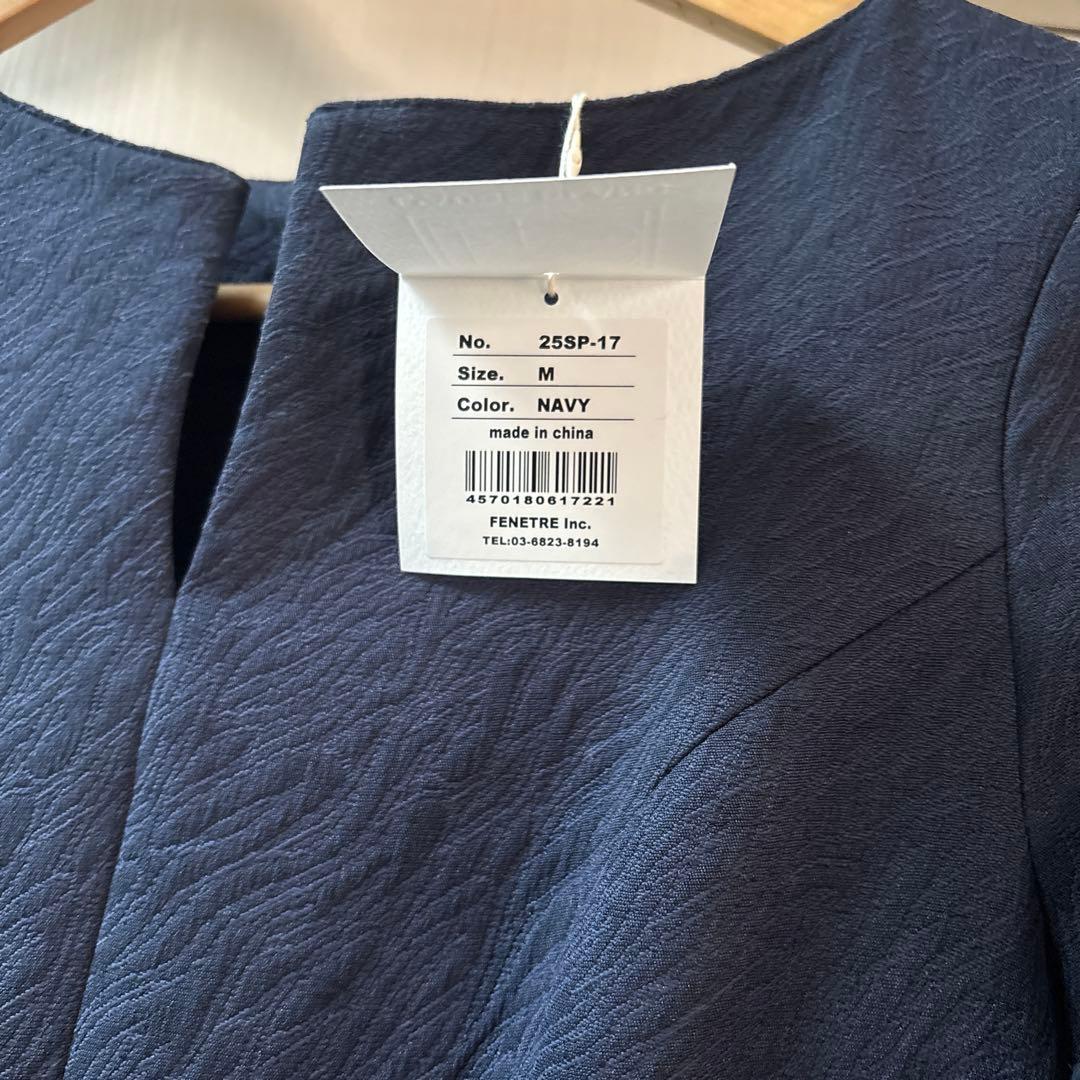 No. 25SP-17
Size. M
Color. NAVY
made in china
4570180617221
FENETRE Inc.
TEL:03-6823-8194